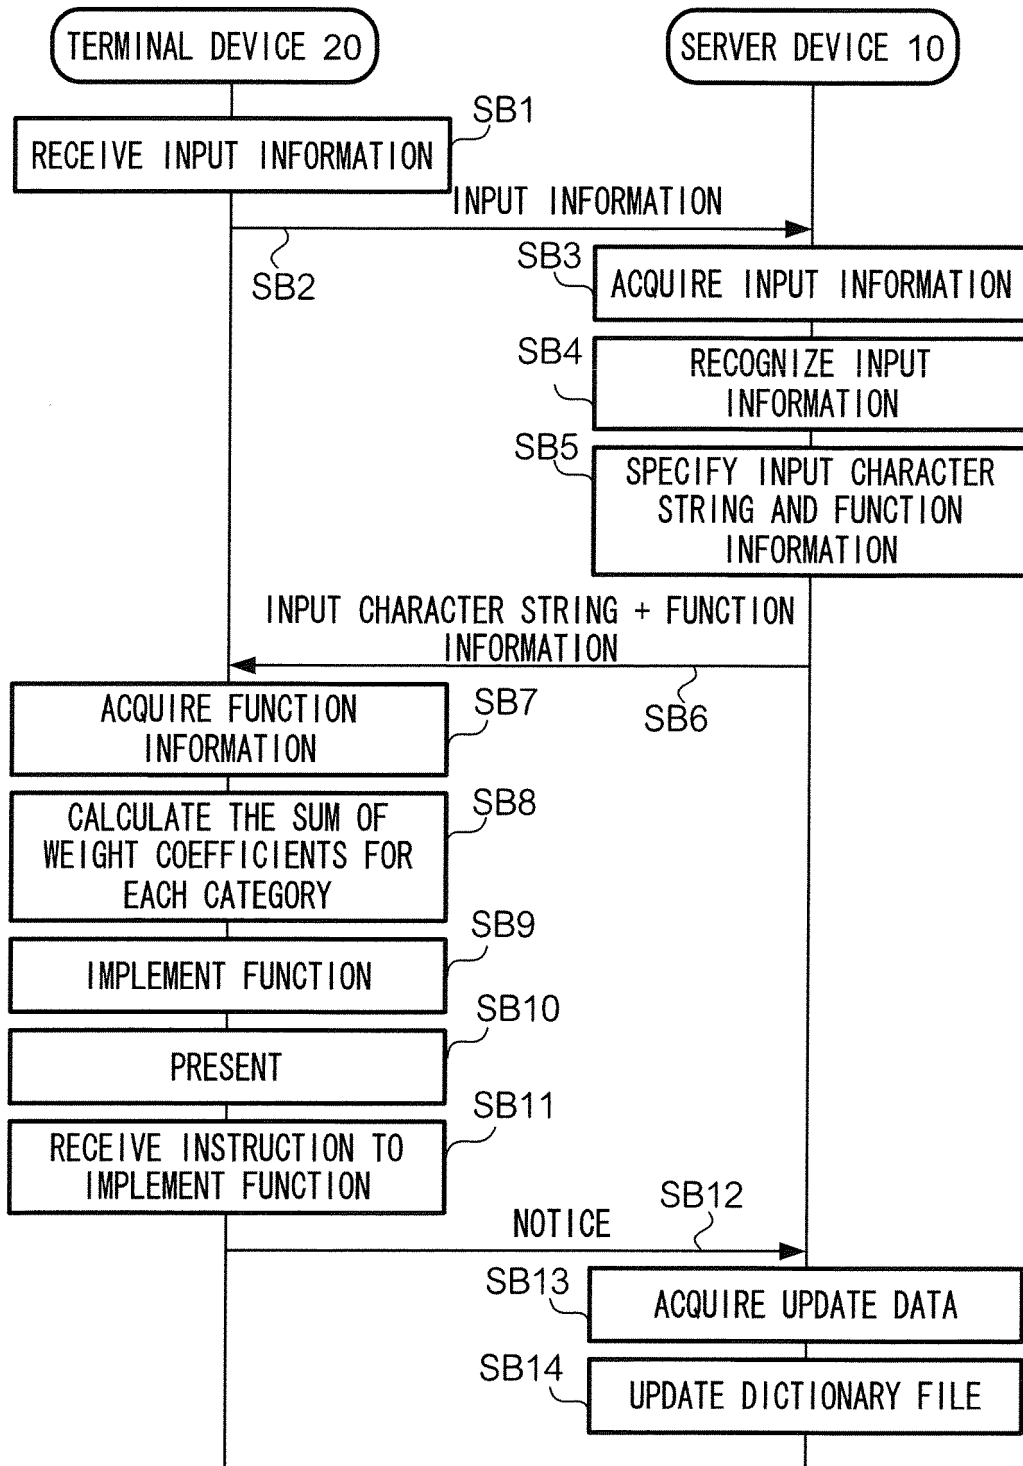 TERMINAL DEVICE 20
SERVER DEVICE 10
SB1
RECEIVE INPUT INFORMATION
INPUT INFORMATION
SB2
SB3
ACQUIRE INPUT INFORMATION
SB4
RECOGNIZE INPUT
INFORMATION
SB5
SPECIFY INPUT CHARACTER
STRING AND FUNCTION
INFORMATION
INPUT CHARACTER STRING + FUNCTION
INFORMATION
SB6
ACQUIRE FUNCTION
INFORMATION
SB7
CALCULATE THE SUM OF
WEIGHT COEFFICIENTS FOR
EACH CATEGORY
SB8
SB9
IMPLEMENT FUNCTION
SB10
PRESENT
SB11
RECEIVE INSTRUCTION TO
IMPLEMENT FUNCTION
SB12
NOTICE
SB13
ACQUIRE UPDATE DATA
SB14
UPDATE DICTIONARY FILE